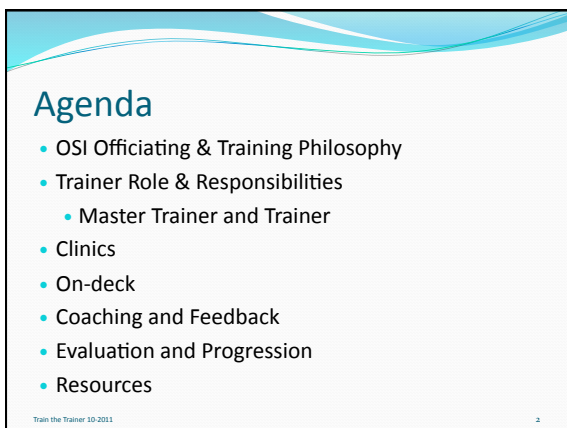 Agenda
• OSI Officiating & Training Philosophy
• Trainer Role & Responsibilities
• Master Trainer and Trainer
• Clinics
• On-deck
• Coaching and Feedback
• Evaluation and Progression
• Resources
Train the Trainer 10-2011
2